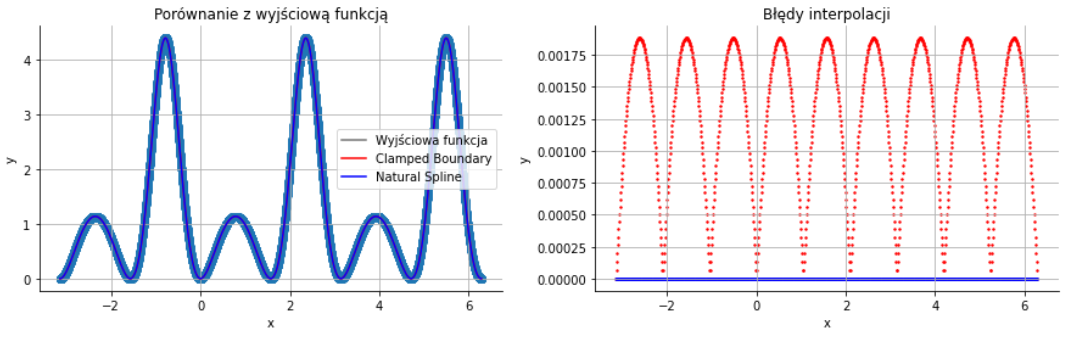 Porównanie z wyjściową funkcją
y
4
3
2
1
0
Wyjściowa funkcja
Clamped Boundary
Natural Spline
−2
0
2
4
6
x
Błędy interpolacji
y
0.00175
0.00150
0.00125
0.00100
0.00075
0.00050
0.00025
0.00000
−2
0
2
4
6
x